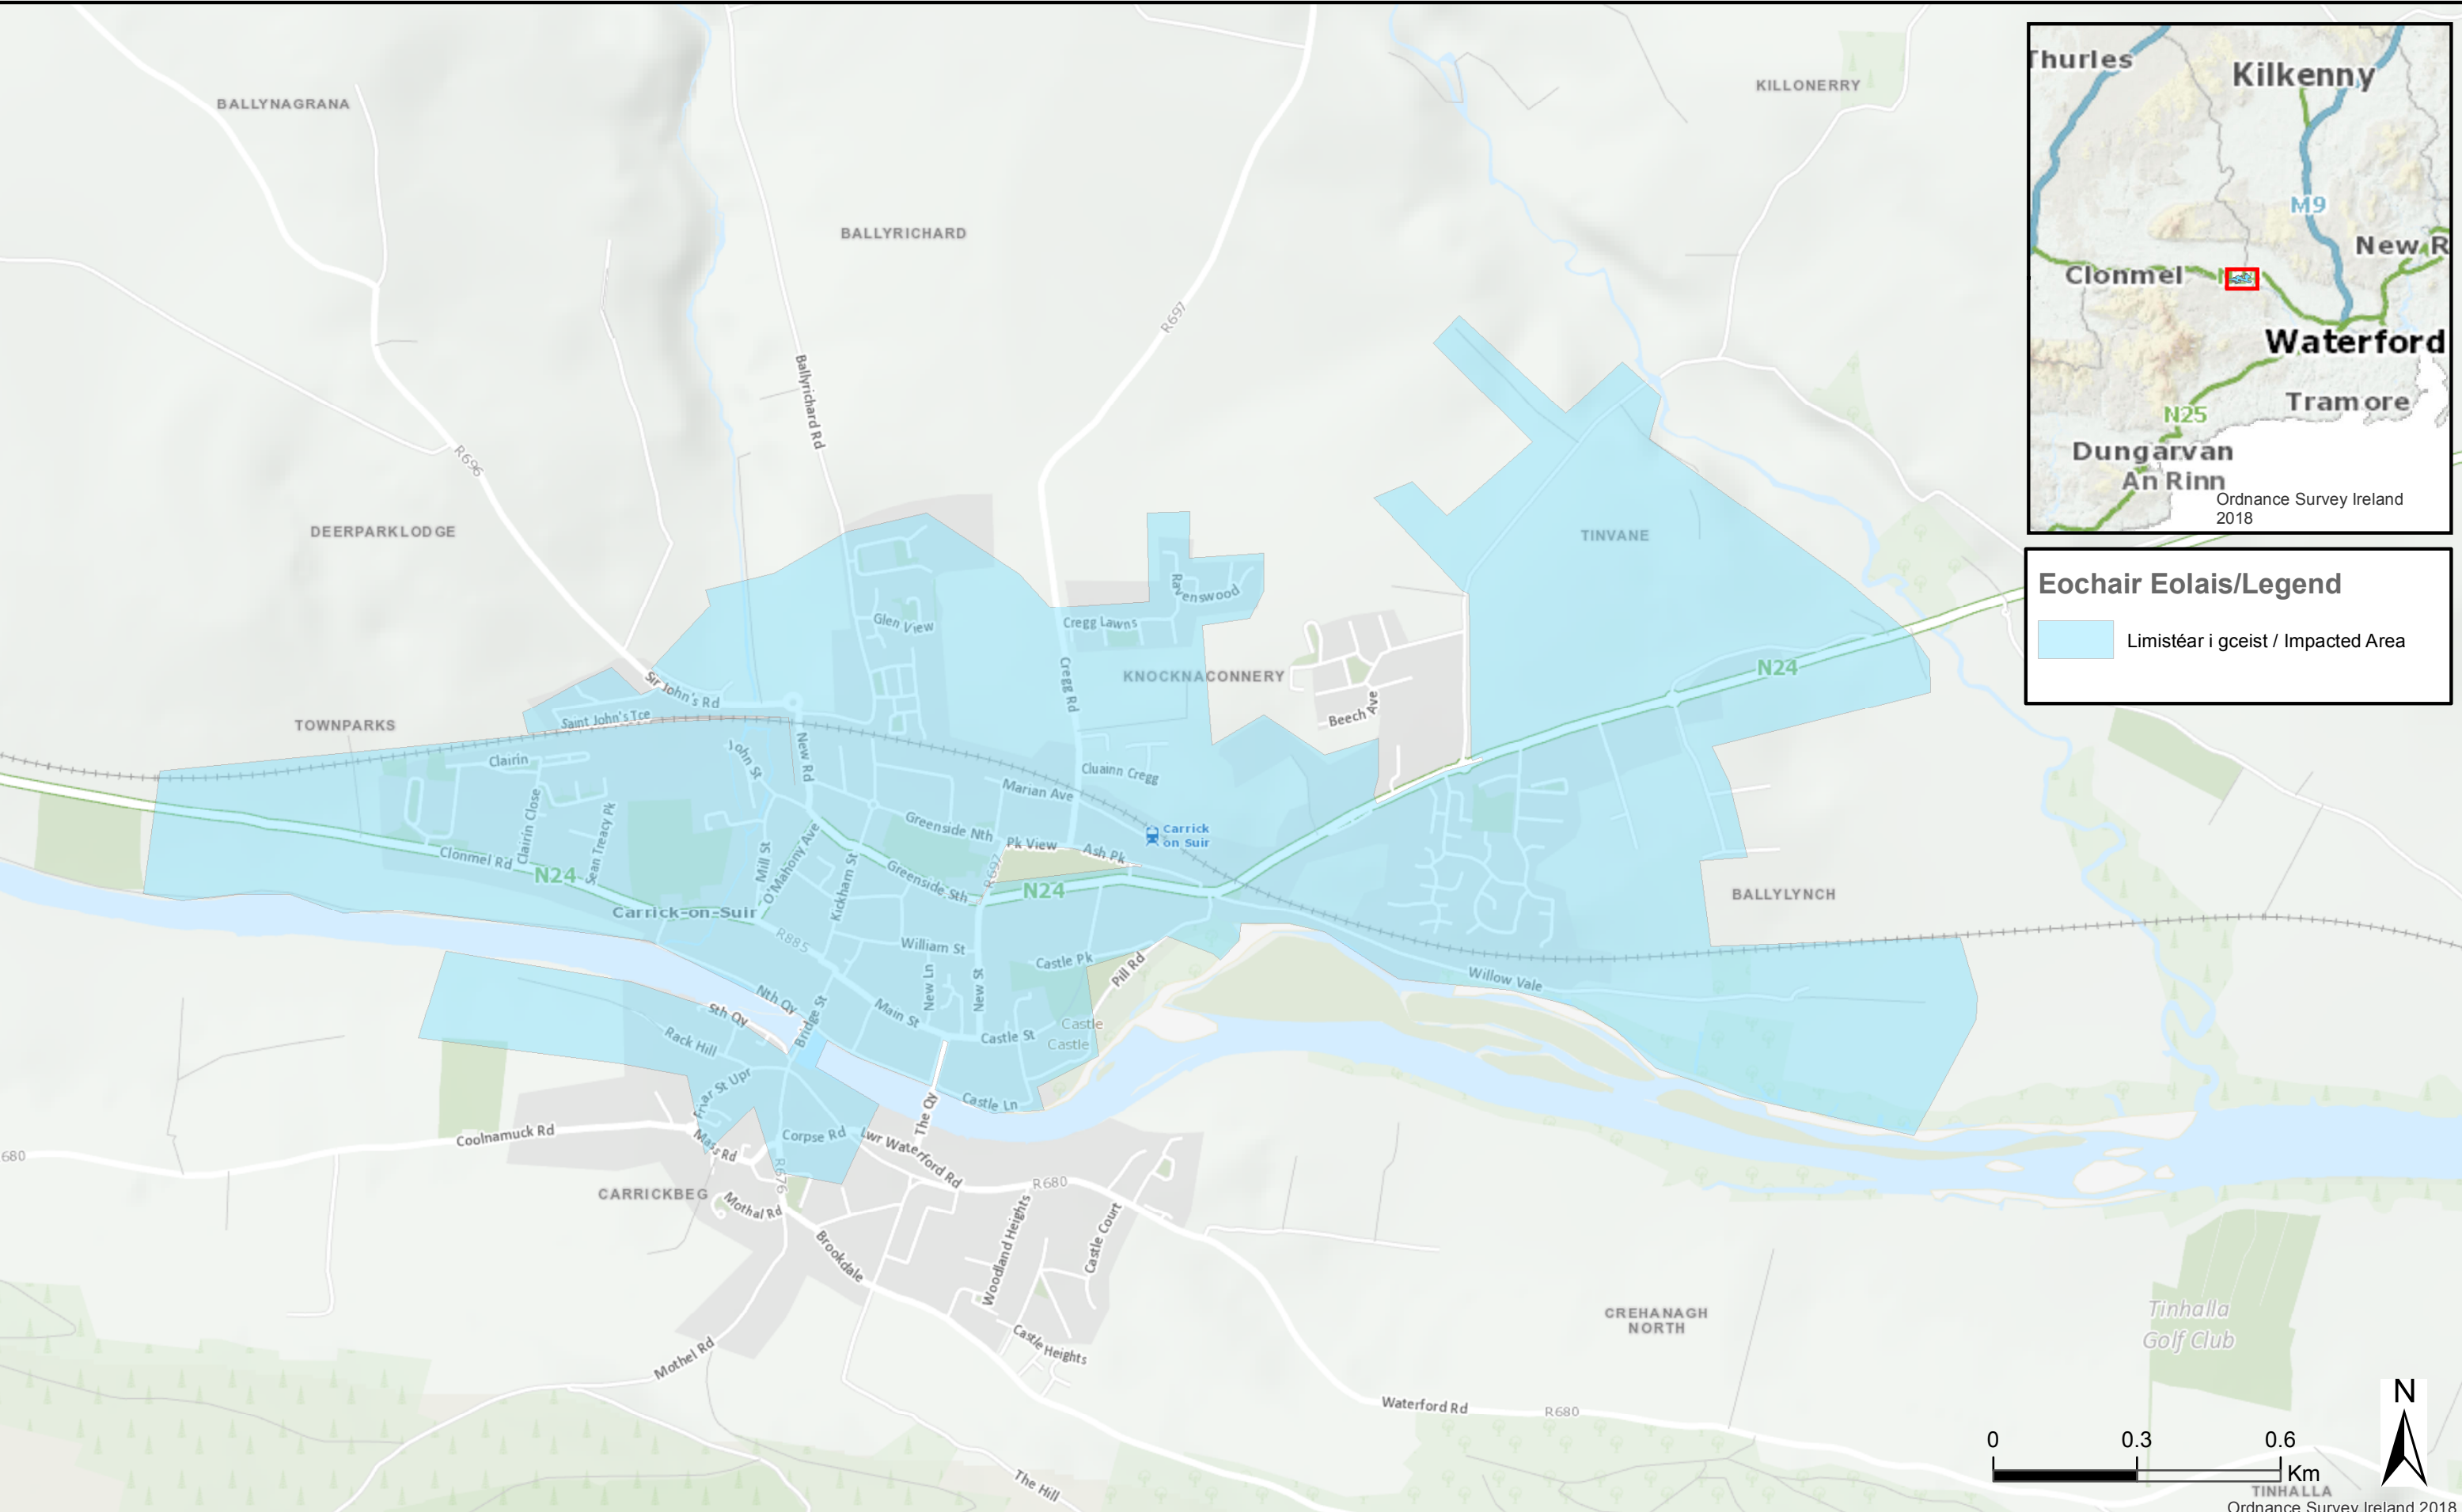 BALLYNAGRANA
KILLONERRY
BALLYRICHARD
R697
Ballyrichard Rd
R696
DEERPARKLODGE
TINVANE
Ravenswood
Glen View
Cregg Lawns
KNOCKNACONNERY
Cregg Rd
N24
Sir John's Rd
Saint John's Tce
TOWNPARKS
Beech Ave
New Rd
John St
Clairin
Cluainn Cregg
Marian Ave
Clairin Close
Sean Treacy Pk
Greenside Nth
Pk View
Ash Pk
Carrick
on Suir
Clonmel Rd
N24
Mill St
O'Mahony Ave
Kickham St
Greenside Sth
R697
N24
BALLYLYNCH
Carrick-on-Suir
R885
William St
Castle Pk
Pill Rd
Willow Vale
New Ln
New St
Nth Qy
Sth Qy
Bridge St
Main St
Castle St
Castle
Castle
Rack Hill
Friar St Upr
Castle Ln
The Qy
Coolnamuck Rd
Mass Rd
Corpse Rd
Lwr Waterford Rd
680
R676
R680
CARRICKBEG
Mothal Rd
Brookdale
Woodland Heights
Castle Court
Castle Heights
Mothel Rd
CREHANAGH
NORTH
Tinhalla
Golf Club
Waterford Rd
R680
The Hill
TINHALLA
Thurles
Kilkenny
M9
New R
Clonmel
Waterford
Tramore
N25
Dungarvan
An Rinn
Ordnance Survey Ireland
2018
Eochair Eolais/Legend
Limistéar i gceist / Impacted Area
N
0 0.3 0.6
Km
Ordnance Survey Ireland 2018